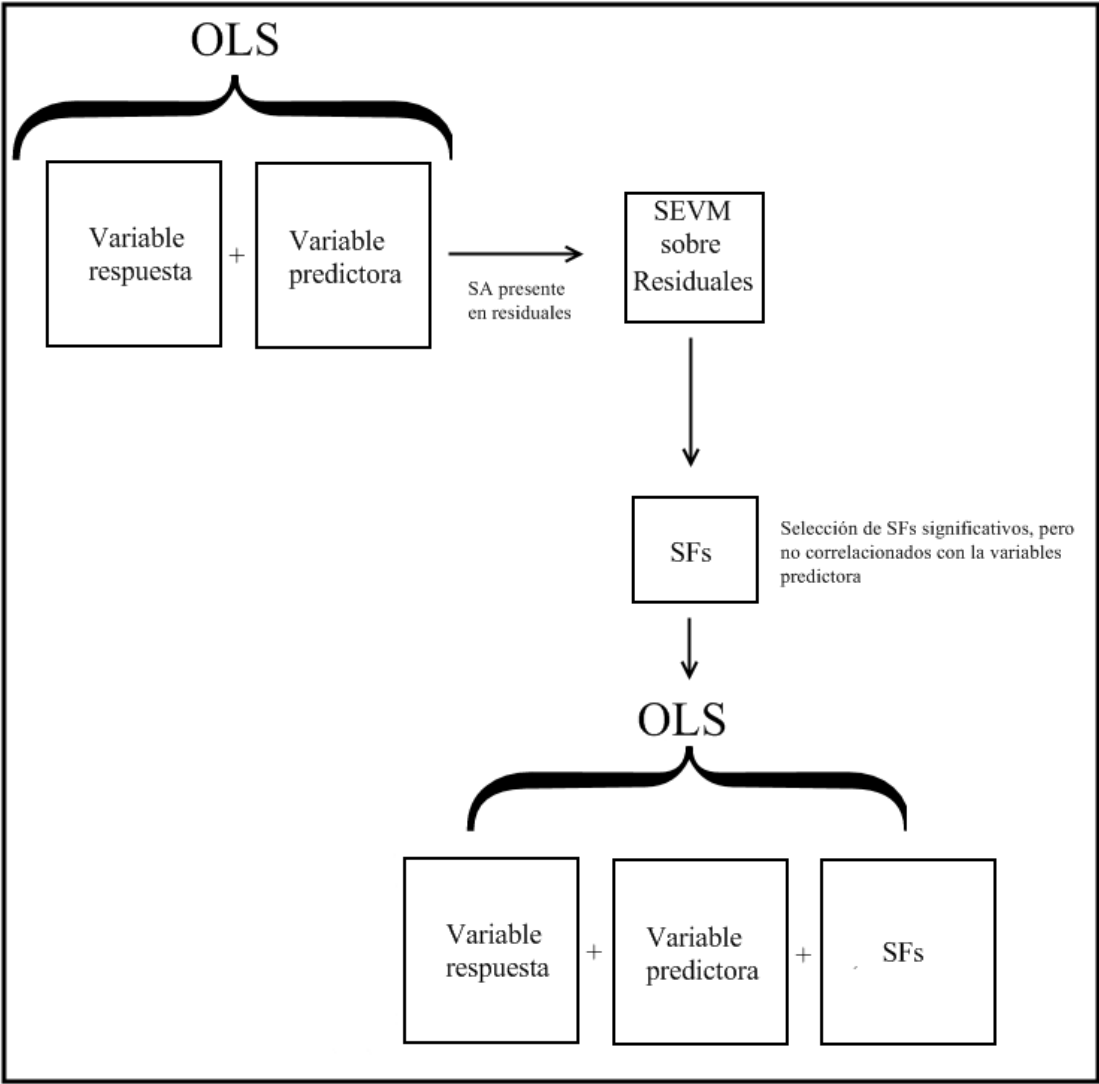 OLS
Variable
respuesta
+
Variable
predictora
SA presente
en residuales
SEVM
sobre
Residuales
SFs
Selección de SFs significativos, pero
no correlacionados con la variables
predictora
OLS
Variable
respuesta
+
Variable
predictora
+
SFs